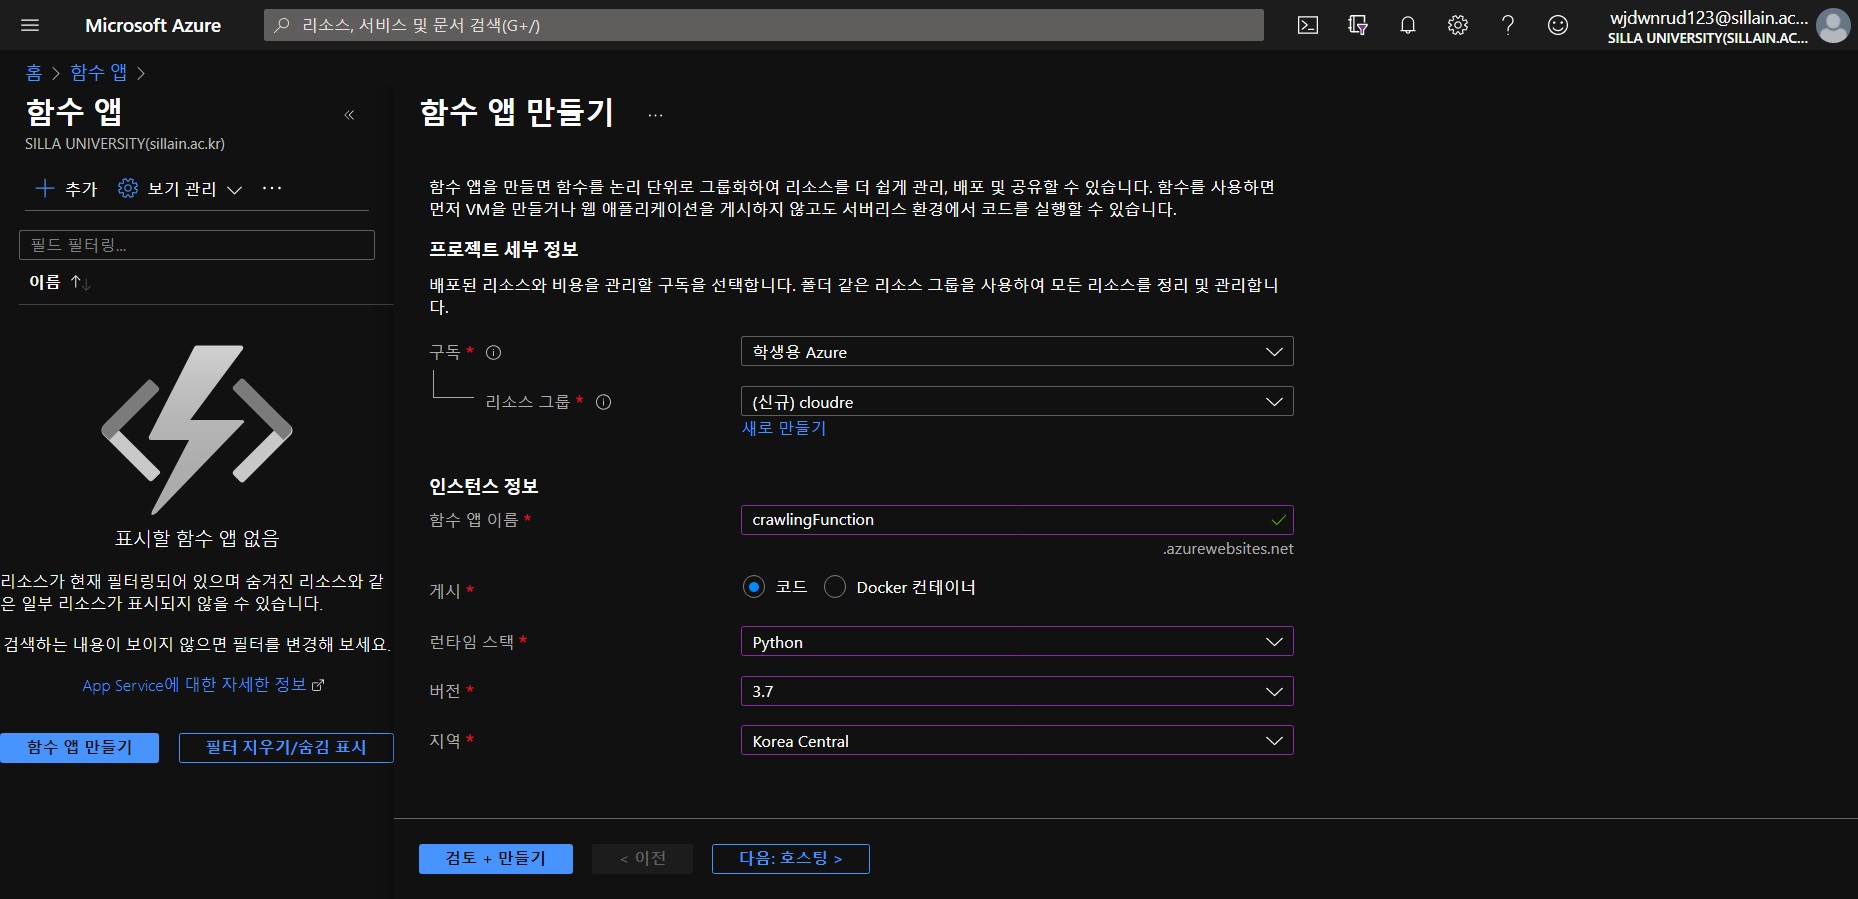 Microsoft Azure
리소스, 서비스 및 문서 검색(G+/)
wjdwnrud123@sillain.ac...
SILLA UNIVERSITY(SILLAIN.AC...
홈 > 함수 앱 >
함수 앱
SILLA UNIVERSITY(sillain.ac.kr)
추가 보기 관리 ...
필드 필터링...
이름
표시할 함수 앱 없음
리소스가 현재 필터링되어 있으며 숨겨진 리소스와 같
은 일부 리소스가 표시되지 않을 수 있습니다.
검색하는 내용이 보이지 않으면 필터를 변경해 보세요.
App Service에 대한 자세한 정보
함수 앱 만들기
필터 지우기/숨김 표시
함수 앱 만들기 ...
함수 앱을 만들면 함수를 논리 단위로 그룹화하여 리소스를 더 쉽게 관리, 배포 및 공유할 수 있습니다. 함수를 사용하면
먼저 VM을 만들거나 웹 애플리케이션을 게시하지 않고도 서버리스 환경에서 코드를 실행할 수 있습니다.
프로젝트 세부 정보
배포된 리소스와 비용을 관리할 구독을 선택합니다. 폴더 같은 리소스 그룹을 사용하여 모든 리소스를 정리 및 관리합니
다.
구독 * 학생용 Azure
리소스 그룹 * (신규) cloudre
새로 만들기
인스턴스 정보
함수 앱 이름 * crawlingFunction
.azurewebsites.net
게시 * 코드 Docker 컨테이너
런타임 스택 * Python
버전 * 3.7
지역 * Korea Central
검토 + 만들기
< 이전
다음: 호스팅 >